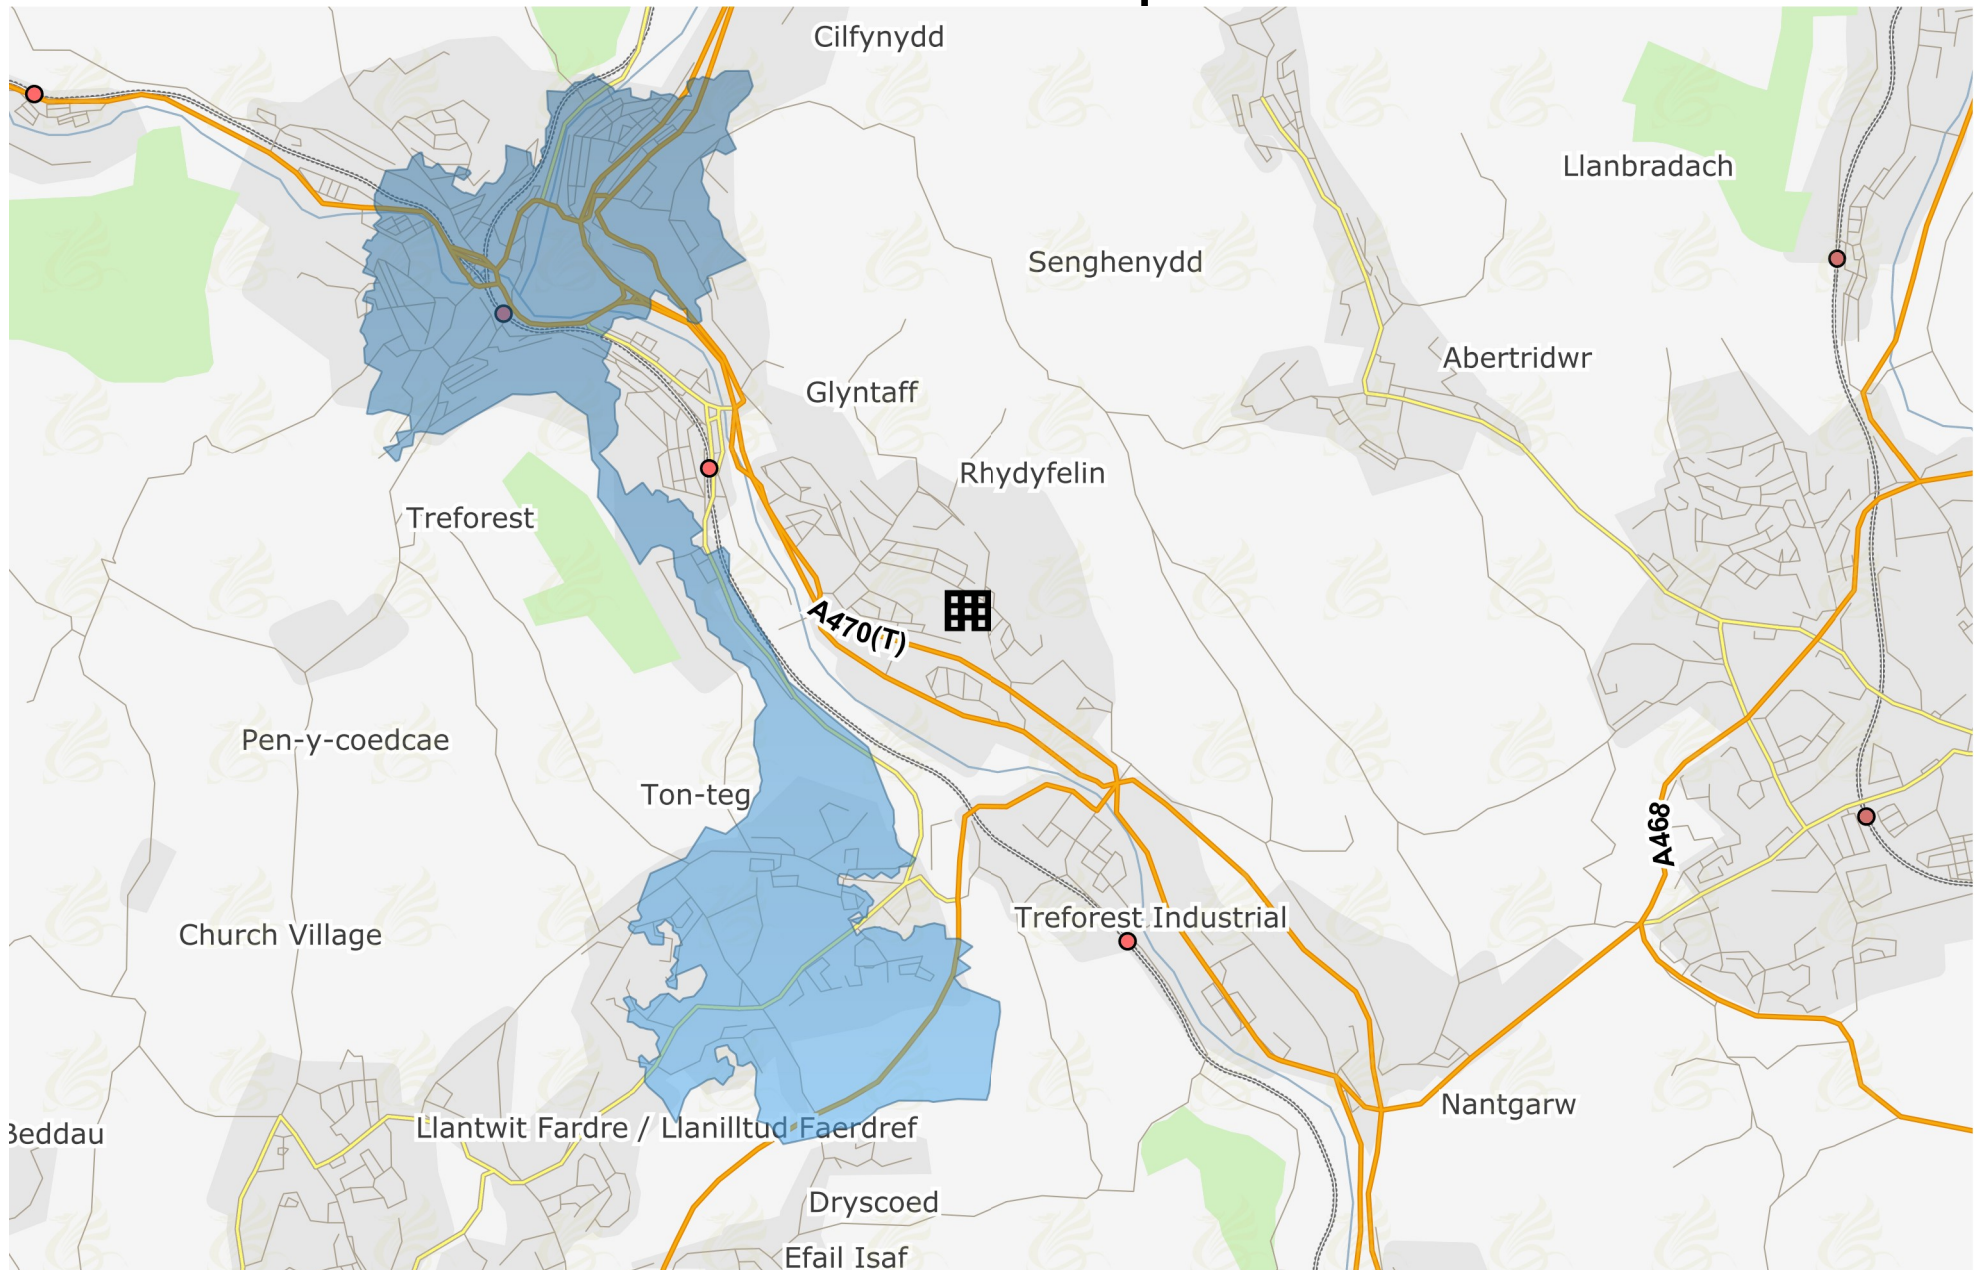 Cilfynydd
Llanbradach
Senghenydd
Abertridwr
Glyntaff
Rhydyfelin
Treforest
A470(T)
Pen-y-coedcae
Ton-teg
A468
Treforest Industrial
Church Village
Nantgarw
Llantwit Fardre / Llanilltud Faerdref
Beddau
Dryscoed
Efail Isaf